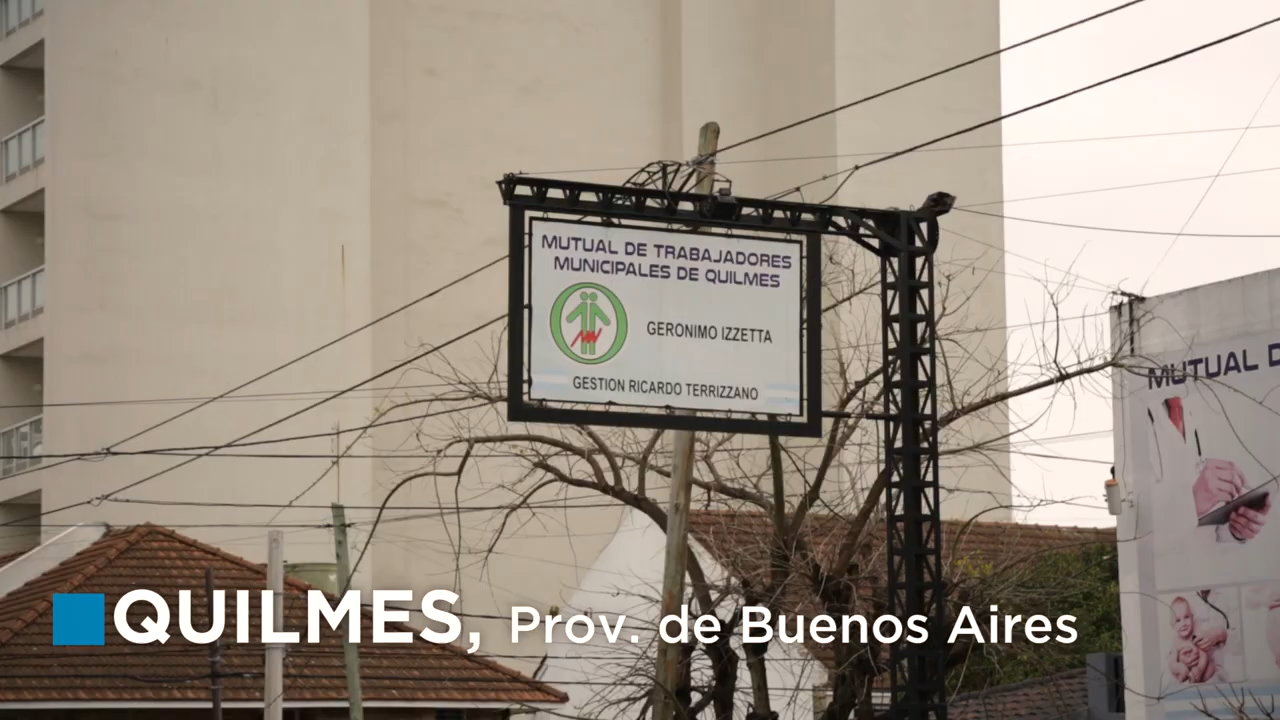 MUTUAL DE TRABAJADORES
MUNICIPALES DE QUILMES
GERONIMO IZZETTA
GESTION RICARDO TERRIZZANO
MUTUAL D
QUILMES, Prov. de Buenos Aires